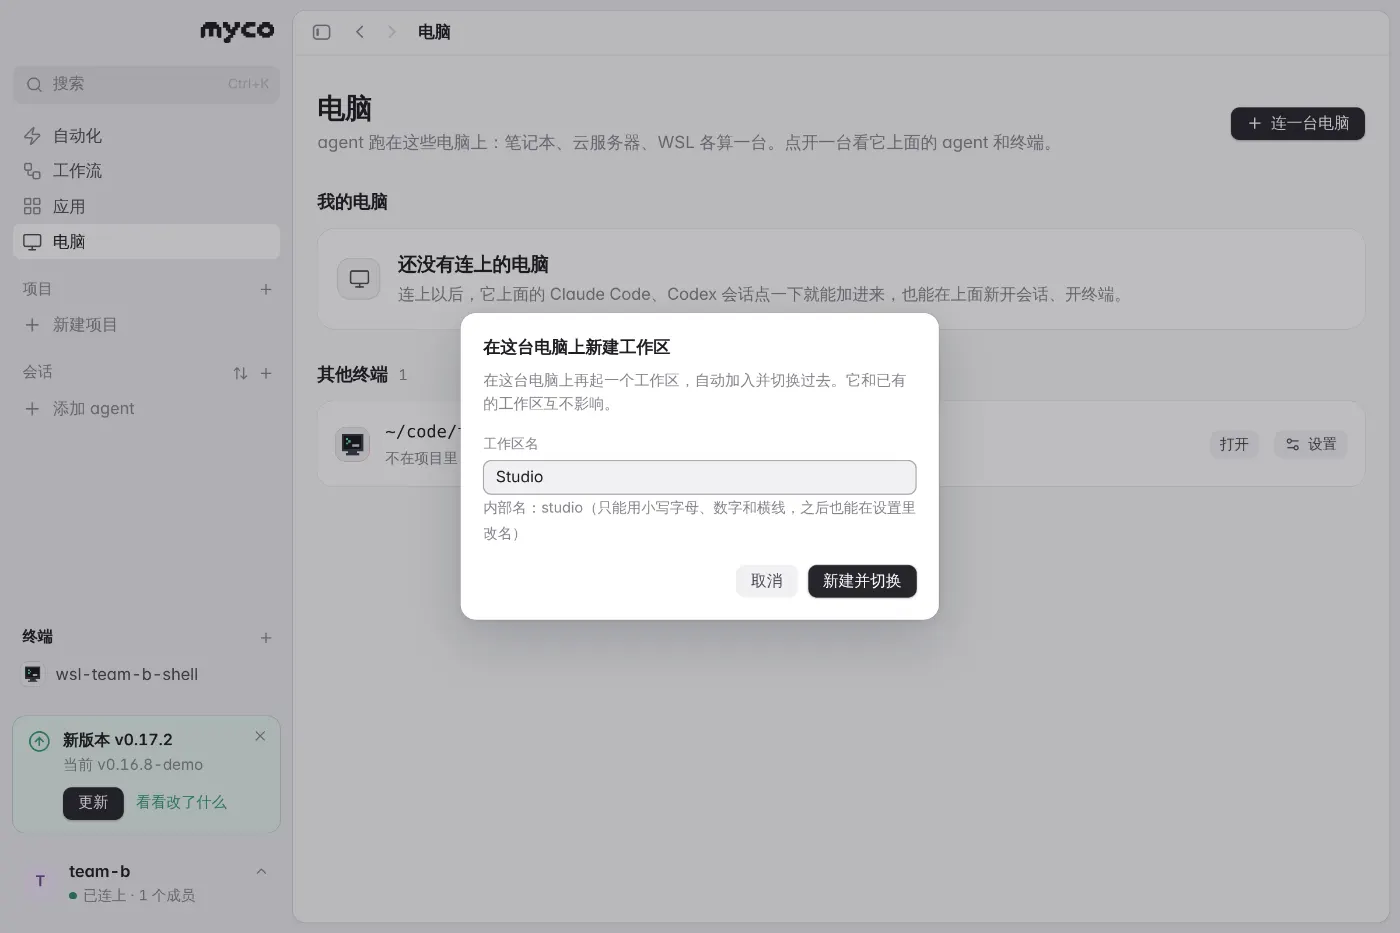 myco
搜索
Ctrl+K
自动化
工作流
应用
电脑
项目
新建项目
会话
添加 agent
终端
wsl-team-b-shell
新版本 v0.17.2
当前 v0.16.8-demo
更新
看看改了什么
T
team-b
已连上 · 1 个成员
电脑
电脑
agent 跑在这些电脑上：笔记本、云服务器、WSL 各算一台。点开一台看它上面的 agent 和终端。
连一台电脑
我的电脑
还没有连上的电脑
连上以后，它上面的 Claude Code、Codex 会话点一下就能加进来，也能在上面新开会话、开终端。
其他终端 1
~/code/
不在项目里
打开
设置
在这台电脑上新建工作区
在这台电脑上再起一个工作区，自动加入并切换过去。它和已有
的工作区互不影响。
工作区名
Studio
内部名：studio（只能用小写字母、数字和横线，之后也能在设置里
改名）
取消
新建并切换